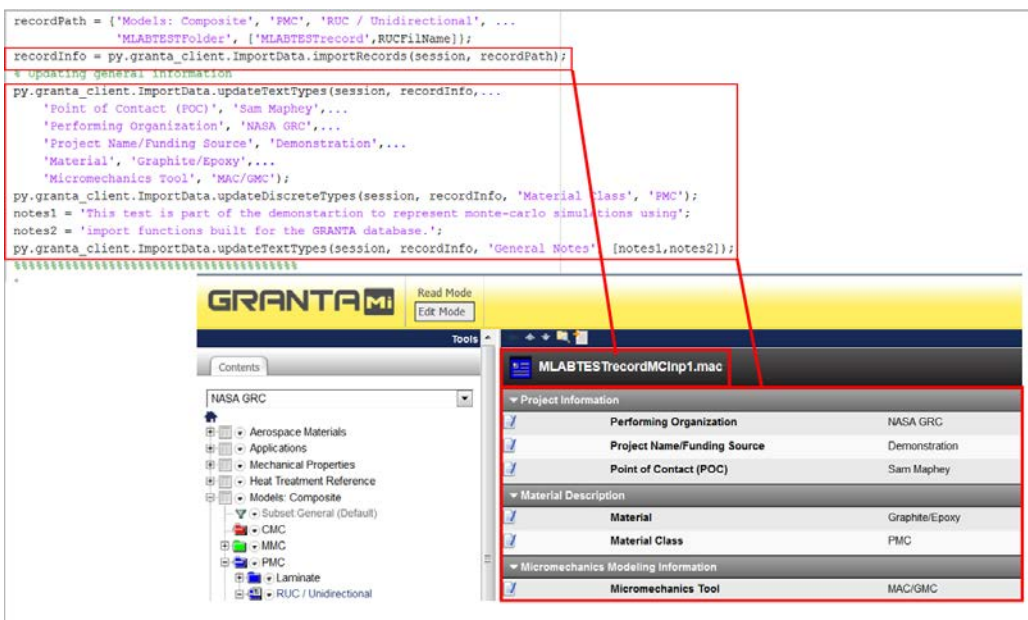 recordPath = {'Models: Composite', 'PMC', 'RUC / Unidirectional', ...
'MLABTESTFolder', ['MLABTESTrecord',RUCFilName]};
recordInfo = py.granta_client.ImportData.importRecords(session, recordPath);
% Updating general information
py.granta_client.ImportData.updateTextTypes(session, recordInfo,...
'Point of Contact (POC)', 'Sam Maphey',...
'Performing Organization', 'NASA GRC',...
'Project Name/Funding Source', 'Demonstration',...
'Material', 'Graphite/Epoxy',...
'Micromechanics Tool', 'MAC/GMC');
py.granta_client.ImportData.updateDiscreteTypes(session, recordInfo, 'Material Class', 'PMC');
notes1 = 'This test is part of the demonstartion to represent monte-carlo simulations using';
notes2 = 'import functions built for the GRANTA database.';
py.granta_client.ImportData.updateTextTypes(session, recordInfo, 'General Notes', [notes1,notes2]);
%%%%%%%%%%%%%%%%%%%%%%%%%%%%%%%%%%%%%%%
GRANTA Mi
Read Mode
Edit Mode
Tools
Contents
MLABTESTrecordMCInp1.mac
NASA GRC
Aerospace Materials
Applications
Mechanical Properties
Heat Treatment Reference
Models: Composite
Subset:General (Default)
CMC
MMC
PMC
Laminate
RUC / Unidirectional
Project Information
Performing Organization NASA GRC
Project Name/Funding Source Demonstration
Point of Contact (POC) Sam Maphey
Material Description
Material Graphite/Epoxy
Material Class PMC
Micromechanics Modeling Information
Micromechanics Tool MAC/GMC